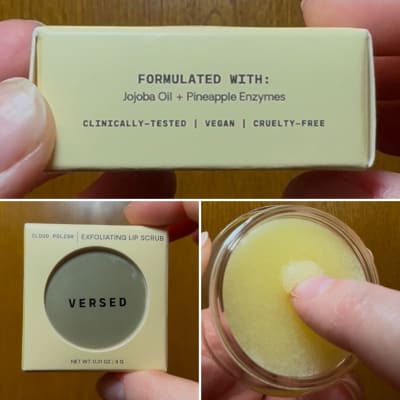 FORMULATED WITH:
Jojoba Oil + Pineapple Enzymes
CLINICALLY-TESTED | VEGAN | CRUELTY-FREE
CLOUD POLISH | EXFOLIATING LIP SCRUB
VERSED
NET WT. 0.21 OZ | 6 G